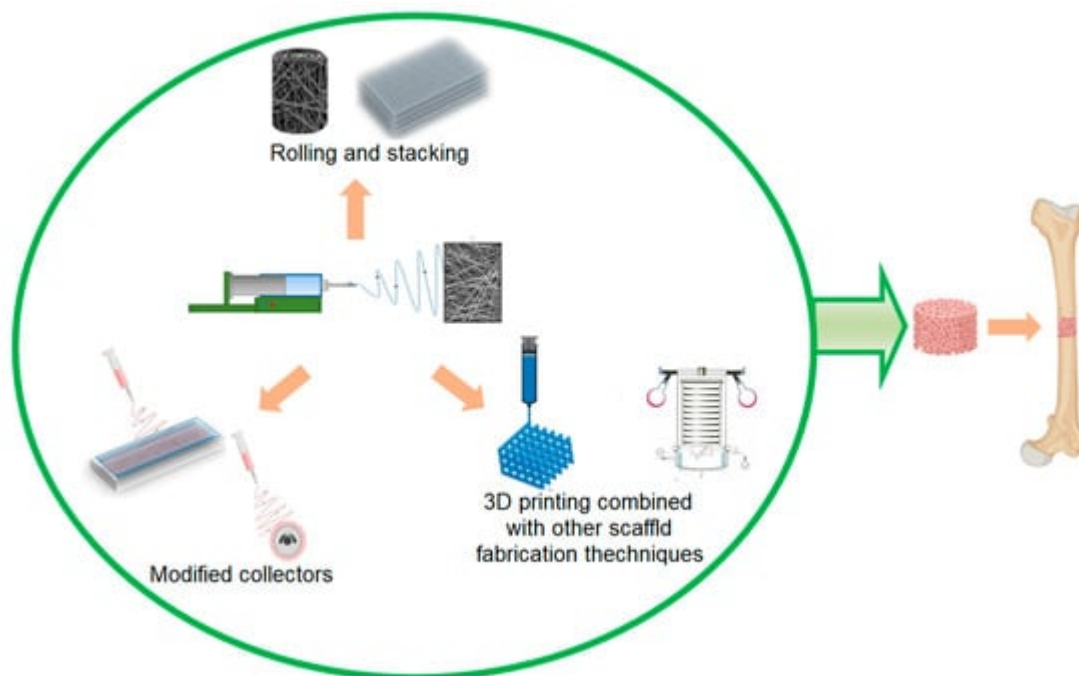 Rolling and stacking
3D printing combined
with other scaffld
fabrication thechniques
Modified collectors